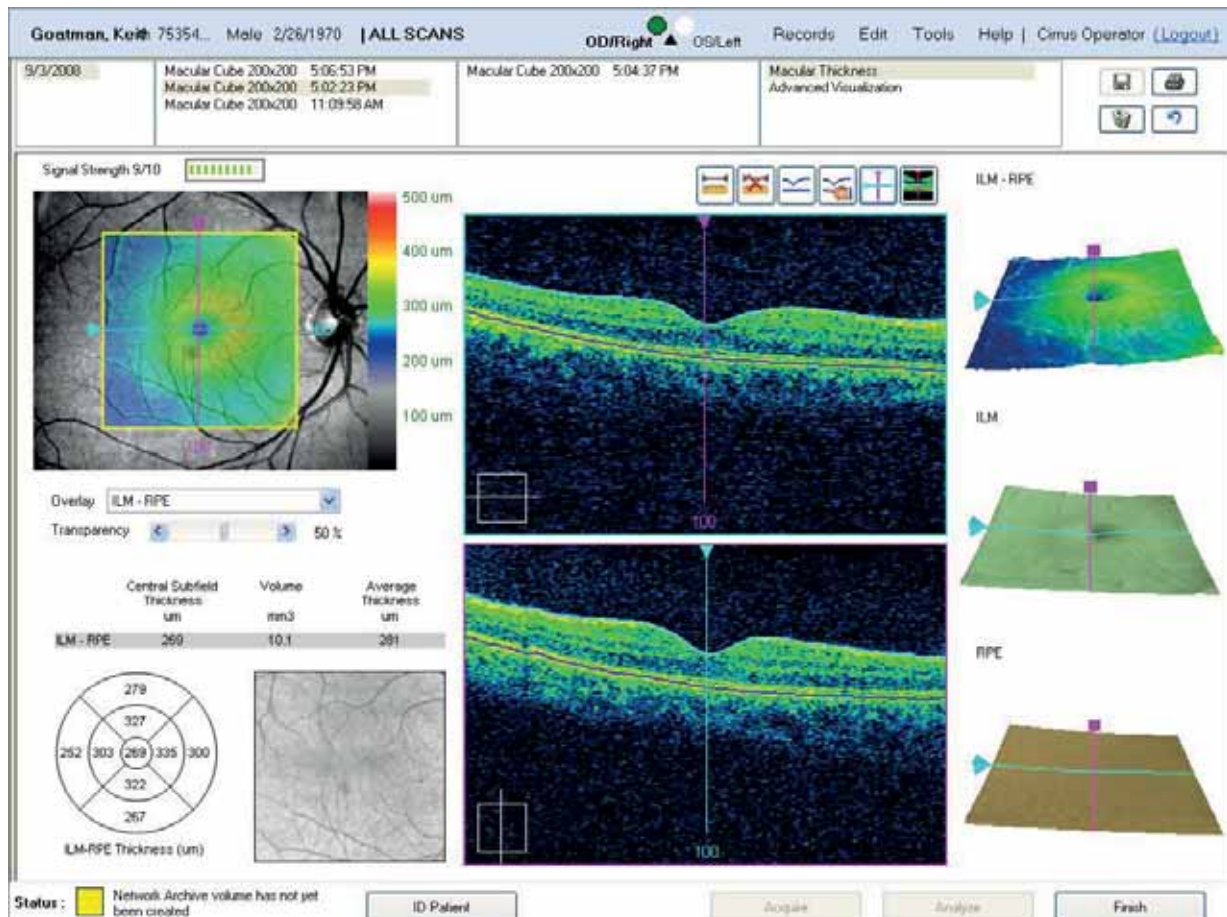 Goatman, Keith 75354... Male 2/26/1970 | ALL SCANS OD/Right OS/Left Records Edit Tools Help | Cirrus Operator (Logout)
9/3/2008
Macular Cube 200x200 5:06:53 PM
Macular Cube 200x200 5:02:23 PM
Macular Cube 200x200 11:09:58 AM
Macular Cube 200x200 5:04:37 PM
Macular Thickness
Advanced Visualization
Signal Strength 9/10
500 um
400 um
300 um
200 um
100 um
Overlay ILM - RPE
Transparency 50 %
Central Subfield Thickness um
Volume mm3
Average Thickness um
ILM - RPE 269 10.1 281
279
327
252 303 269 335 300
322
267
ILM-RPE Thickness (um)
100
100
ILM - RPE
ILM
RPE
Status : Network Archive volume has not yet
been created
ID Patient Acquire Analyze Finish